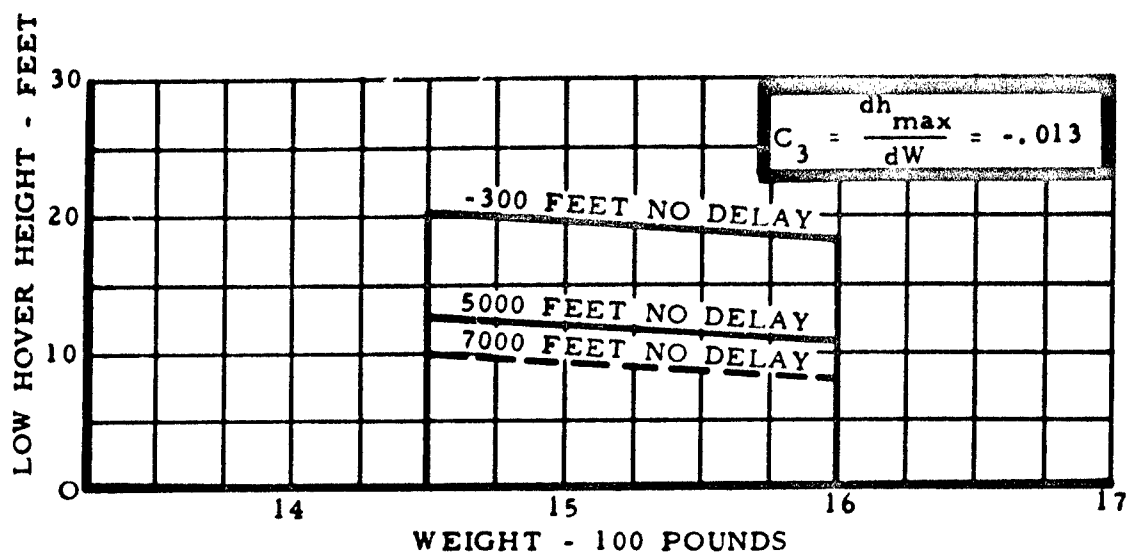 LOW HOVER HEIGHT - FEET
30
20
10
0
C3 = dhmax/dW = -.013
-300 FEET NO DELAY
5000 FEET NO DELAY
7000 FEET NO DELAY
14 15 16 17
WEIGHT - 100 POUNDS